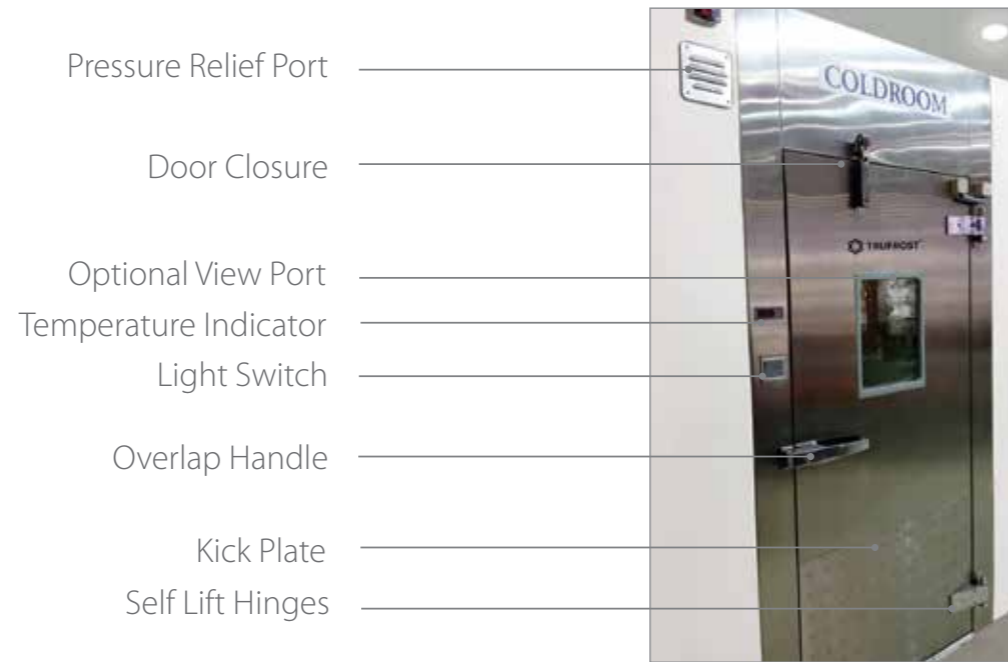 Pressure Relief Port
COLDROOM
Door Closure
TRUFROST
Optional View Port
Temperature Indicator
Light Switch
Overlap Handle
Kick Plate
Self Lift Hinges